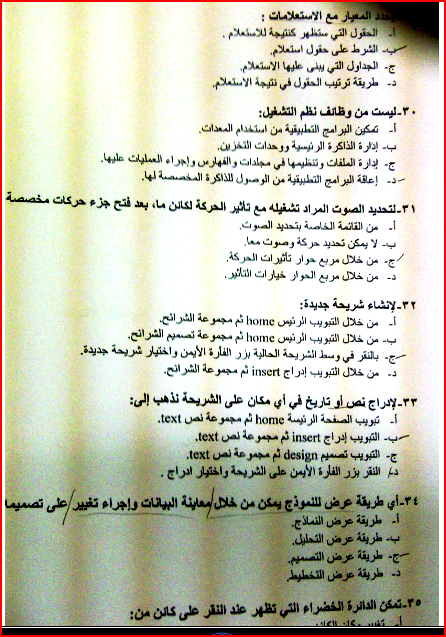 يحدد المعيار مع الاستعلامات :
أ- الحقول التي ستظهر كنتيجة للاستعلام .
ب- الشرط على حقول استعلام.
ج- الجداول التي يبنى عليها الاستعلام.
د- طريقة ترتيب الحقول في نتيجة الاستعلام.
٣٠-ليست من وظائف نظم التشغيل:
أ- تمكين البرامج التطبيقية من استخدام المعدات.
ب- إدارة الذاكرة الرئيسية ووحدات التخزين.
ج- إدارة الملفات وتنظيمها في مجلدات والفهارس وإجراء العمليات عليها.
د- إعاقة البرامج التطبيقية من الوصول للذاكرة المخصصة لها.
٣١-لتحديد الصوت المراد تشغيله مع تأثير الحركة لكائن ما، بعد فتح جزء حركات مخصصة
أ- من القائمة الخاصة بتحديد الصوت.
ب- لا يمكن تحديد حركة وصوت معا.
ج- من خلال مربع حوار تأثيرات الحركة.
د- من خلال مربع الحوار خيارات التأثير.
٣٢-لإنشاء شريحة جديدة:
أ- من خلال التبويب الرئيس home ثم مجموعة الشرائح.
ب- من خلال التبويب الرئيس home ثم مجموعة تصميم الشرائح.
ج- بالنقر في وسط الشريحة الحالية بزر الفأرة الأيمن واختيار شريحة جديدة.
د- من خلال التبويب إدراج insert ثم مجموعة الشرائح.
٣٣-لإدراج نص أو تاريخ في أي مكان على الشريحة نذهب إلى:
أ- تبويب الصفحة الرئيسة home ثم مجموعة نص text.
ب- التبويب إدراج insert ثم مجموعة نص text.
ج- التبويب تصميم design ثم مجموعة نص text.
د- النقر بزر الفأرة الأيمن على الشريحة واختيار ادراج .
٣٤-أي طريقة عرض للنموذج يمكن من خلال معاينة البيانات وإجراء تغيير على تصميما
أ- طريقة عرض النماذج.
ب- طريقة عرض التحليل.
ج- طريقة عرض التصميم.
د- طريقة عرض التخطيط.
٣٥-تمكن الدائرة الخضراء التي تظهر عند النقر على كائن من:
أ- تغيير مكان الكائن